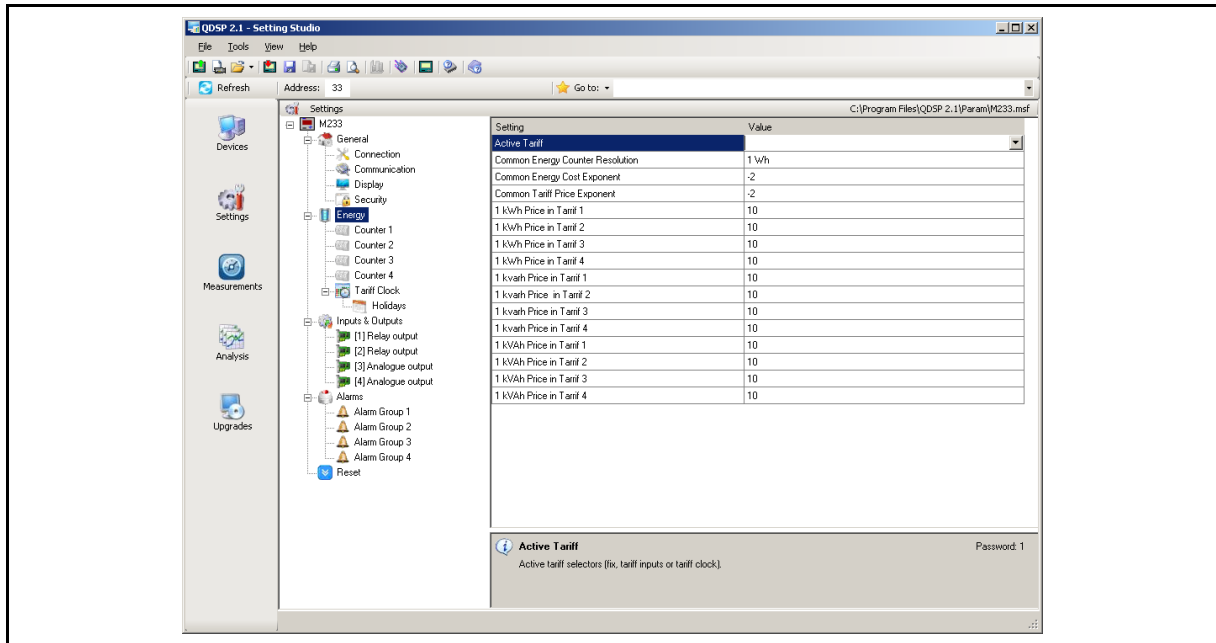 QDSP 2.1 - Setting Studio
File Tools View Help
Refresh Address: 33 Go to:
Settings C:\Program Files\QDSP 2.1\Param\M233.msf
Devices
Settings
Measurements
Analysis
Upgrades
M233
General
Connection
Communication
Display
Security
Energy
Counter 1
Counter 2
Counter 3
Counter 4
Tariff Clock
Holidays
Inputs & Outputs
[1] Relay output
[2] Relay output
[3] Analogue output
[4] Analogue output
Alarms
Alarm Group 1
Alarm Group 2
Alarm Group 3
Alarm Group 4
Reset
Setting Value
Active Tariff
Common Energy Counter Resolution 1 Wh
Common Energy Cost Exponent -2
Common Tariff Price Exponent -2
1 kWh Price in Tarrif 1 10
1 kWh Price in Tarrif 2 10
1 kWh Price in Tarrif 3 10
1 kWh Price in Tarrif 4 10
1 kvarh Price in Tarrif 1 10
1 kvarh Price in Tarrif 2 10
1 kvarh Price in Tarrif 3 10
1 kvarh Price in Tarrif 4 10
1 kVAh Price in Tarrif 1 10
1 kVAh Price in Tarrif 2 10
1 kVAh Price in Tarrif 3 10
1 kVAh Price in Tarrif 4 10
Active Tariff Password: 1
Active tariff selectors (fix, tariff inputs or tariff clock).